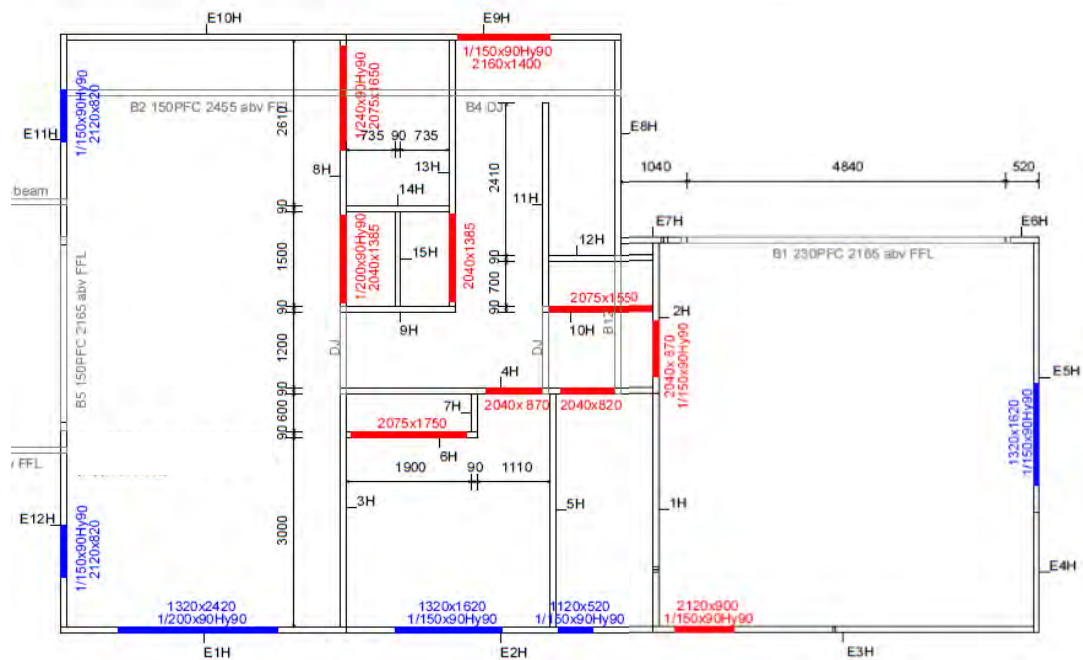 E10H
E9H
1/150x90Hy90
2160x1400
1/240x90Hy90
2075x1650
B2 150PFC 2455 abv FFL
B4 DJ
1/150x90Hy90
2120x820
E11H
2610
E8H
735 90 735
13H
8H
2410
1040 4840 520
14H
11H
beam
90
E7H
E6H
12H
15H
1/200x90Hy90
2040x1385
2040x1385
1500
90
B1 230PFC 2165 abv FFL
700
B5 150PFC 2165 abv FFL
2075x1550
90
90
9H
10H
B12
2H
1200
DJ
DJ
2040x 870
1/150x90Hy90
4H
E5H
90
7H
2040x 870
2040x820
600
2075x1750
90
1320x1620
1/150x90Hy90
6H
FFL
1900 90 1110
3H
5H
1H
E12H
3000
1/150x90Hy90
2120x820
E4H
1320x2420
1/200x90Hy90
1320x1620
1/150x90Hy90
1120x520
1/150x90Hy90
2120x900
1/150x90Hy90
E1H
E2H
E3H